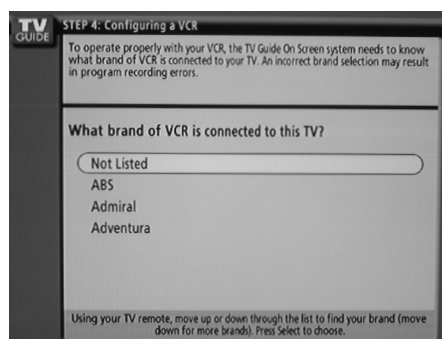 TV GUIDE
STEP 4: Configuring a VCR
To operate properly with your VCR, the TV Guide On Screen system needs to know
what brand of VCR is connected to your TV. An incorrect brand selection may result
in program recording errors.
What brand of VCR is connected to this TV?
Not Listed
ABS
Admiral
Adventura
Using your TV remote, move up or down through the list to find your brand (move
down for more brands). Press Select to choose.